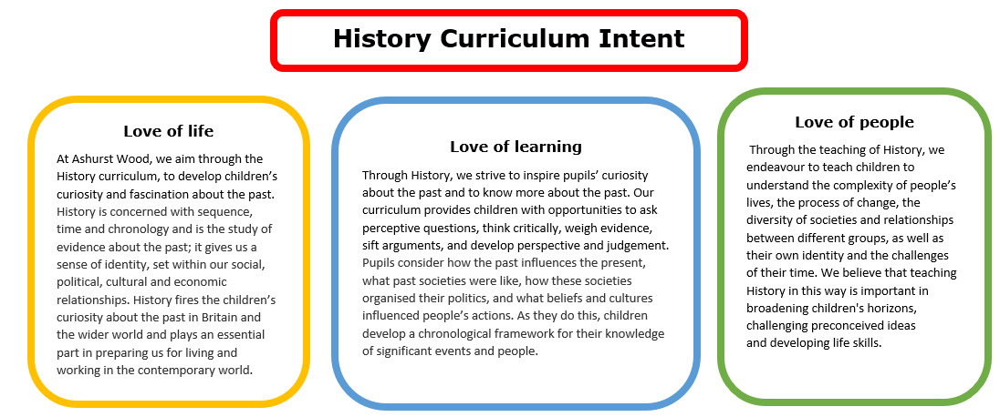 History Curriculum Intent
Love of life
At Ashurst Wood, we aim through the
History curriculum, to develop children’s
curiosity and fascination about the past.
History is concerned with sequence,
time and chronology and is the study of
evidence about the past; it gives us a
sense of identity, set within our social,
political, cultural and economic
relationships. History fires the children’s
curiosity about the past in Britain and
the wider world and plays an essential
part in preparing us for living and
working in the contemporary world.
Love of learning
Through History, we strive to inspire pupils’ curiosity
about the past and to know more about the past. Our
curriculum provides children with opportunities to ask
perceptive questions, think critically, weigh evidence,
sift arguments, and develop perspective and judgement.
Pupils consider how the past influences the present,
what past societies were like, how these societies
organised their politics, and what beliefs and cultures
influenced people’s actions. As they do this, children
develop a chronological framework for their knowledge
of significant events and people.
Love of people
Through the teaching of History, we
endeavour to teach children to
understand the complexity of people’s
lives, the process of change, the
diversity of societies and relationships
between different groups, as well as
their own identity and the challenges
of their time. We believe that teaching
History in this way is important in
broadening children's horizons,
challenging preconceived ideas
and developing life skills.